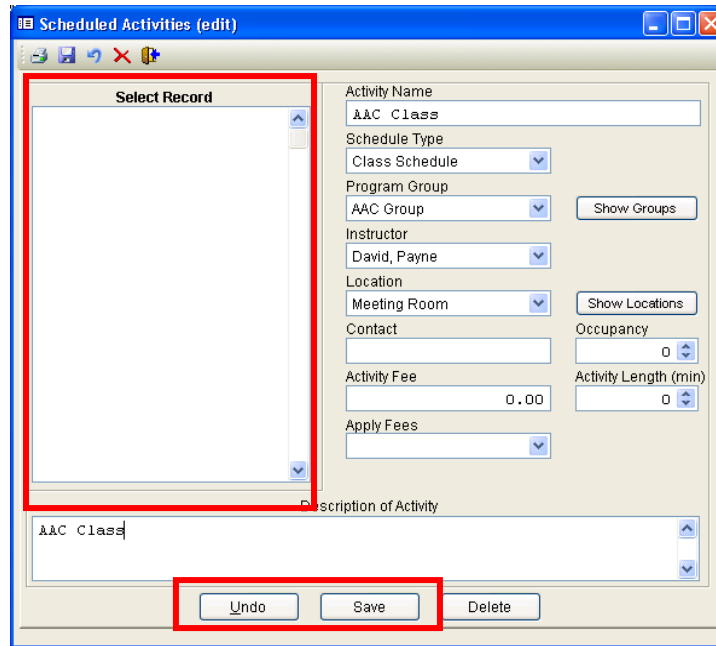 Scheduled Activities (edit)
Select Record
Activity Name
AAC Class
Schedule Type
Class Schedule
Program Group
AAC Group
Show Groups
Instructor
David, Payne
Location
Meeting Room
Show Locations
Contact
Occupancy
0
Activity Fee
Activity Length (min)
0.00
0
Apply Fees
Description of Activity
AAC Class
Undo
Save
Delete